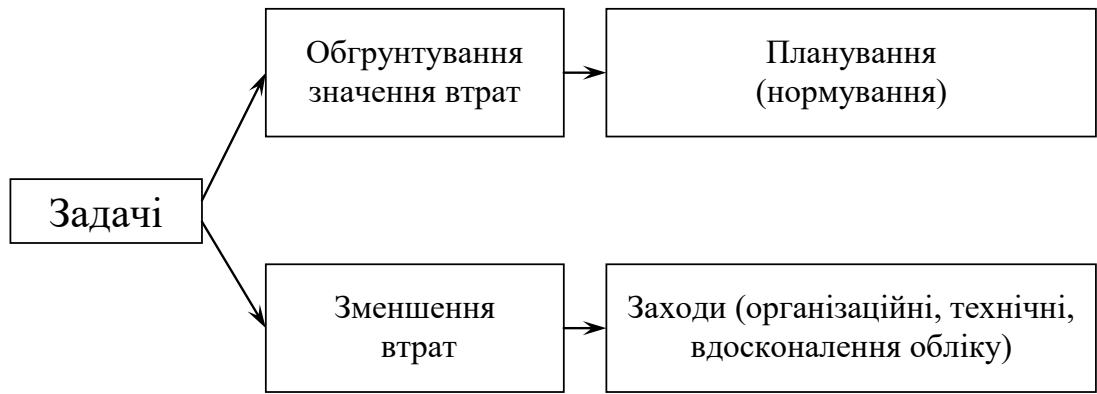 Обгрунтування
значення втрат
Планування
(нормування)
Задачі
Зменшення
втрат
Заходи (організаційні, технічні,
вдосконалення обліку)